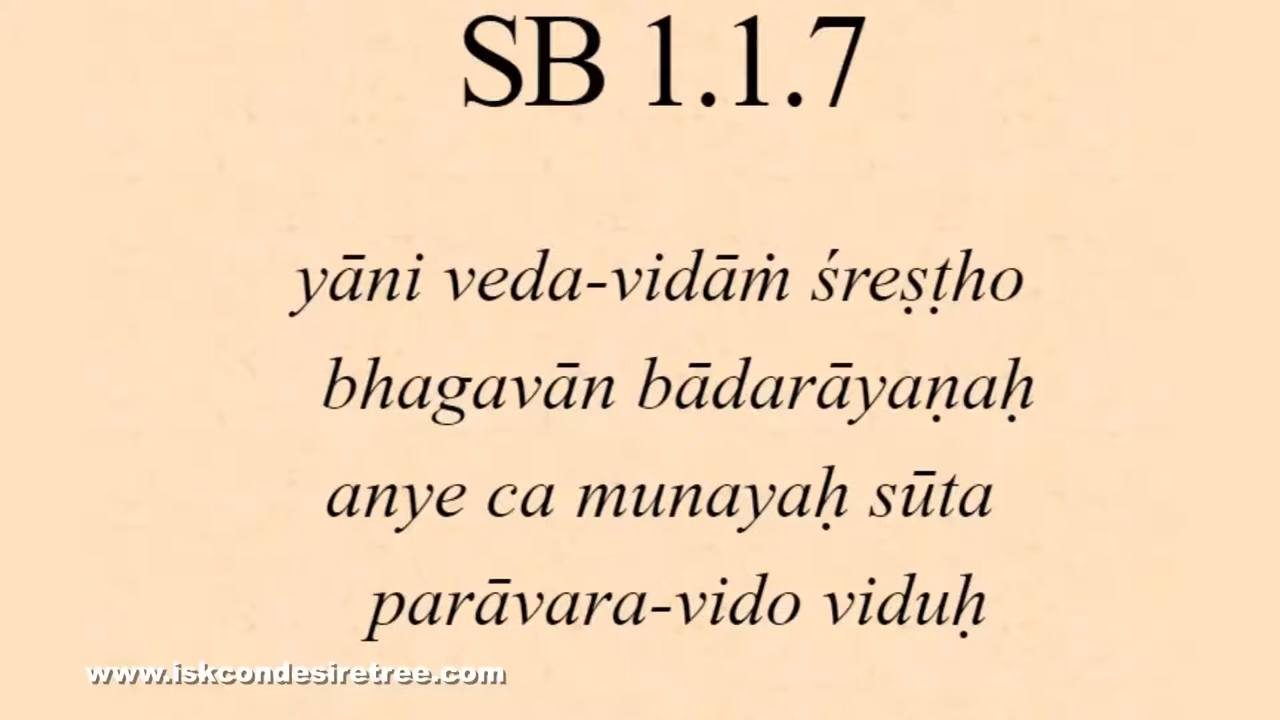 SB 1.1.7
yāni veda-vidāṁ śreṣṭho
bhagavān bādarāyaṇaḥ
anye ca munayaḥ sūta
parāvara-vido viduḥ
www.iskcondesiretree.com